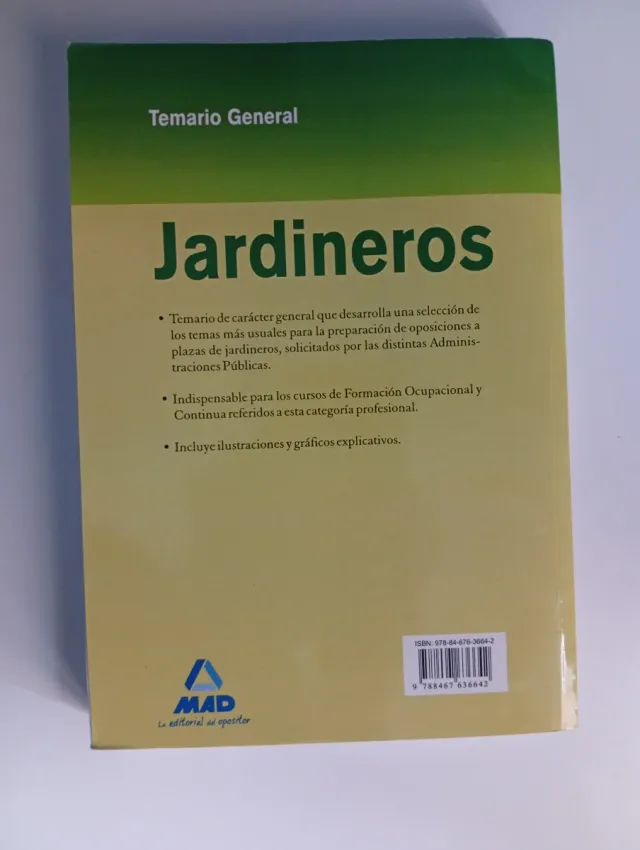 Temario General
Jardineros
• Temario de carácter general que desarrolla una selección de
los temas más usuales para la preparación de oposiciones a
plazas de jardineros, solicitados por las distintas Adminis-
traciones Públicas.
• Indispensable para los cursos de Formación Ocupacional y
Continua referidos a esta categoría profesional.
• Incluye ilustraciones y gráficos explicativos.
ISBN: 978-84-676-3664-2
9 788467 636642
MAD
La editorial del opositor